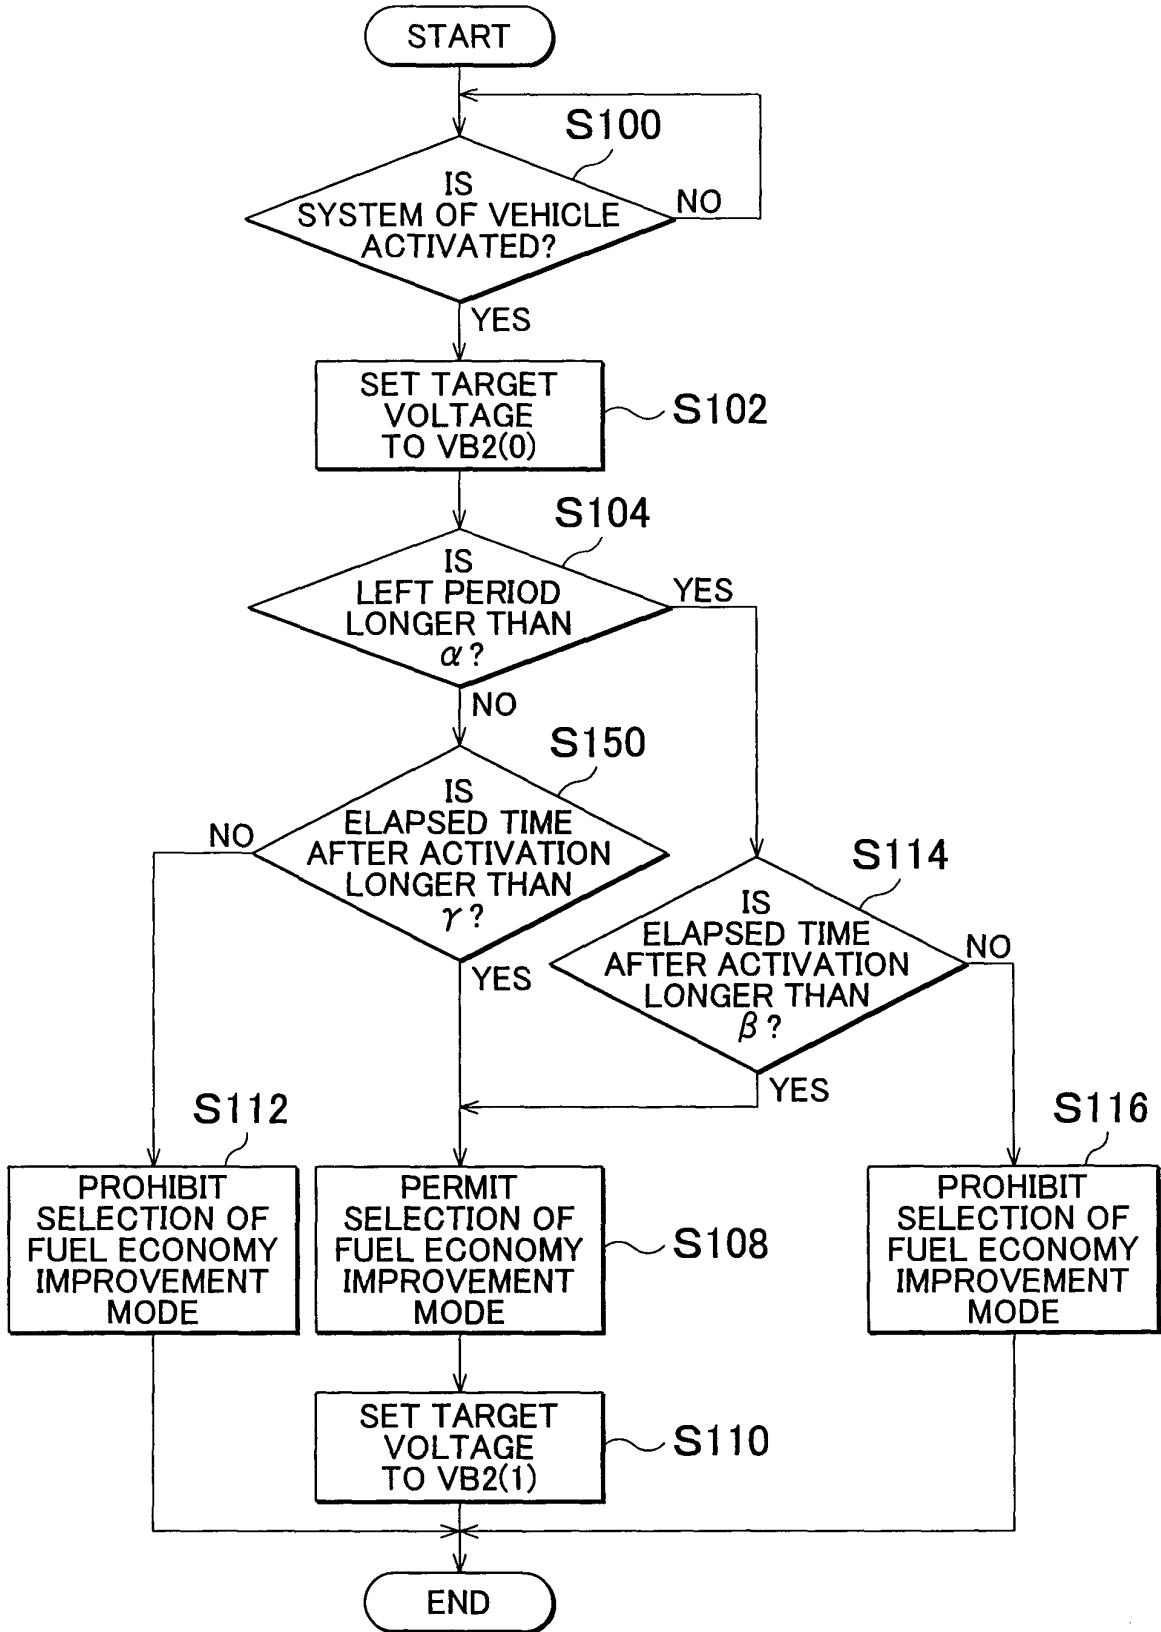 START
S100
IS
SYSTEM OF VEHICLE
ACTIVATED?
NO
YES
SET TARGET
VOLTAGE
TO VB2(0)
S102
S104
IS
LEFT PERIOD
LONGER THAN
α?
YES
NO
S150
IS
ELAPSED TIME
AFTER ACTIVATION
LONGER THAN
γ?
NO
YES
S114
IS
ELAPSED TIME
AFTER ACTIVATION
LONGER THAN
β?
NO
YES
S112
PROHIBIT
SELECTION OF
FUEL ECONOMY
IMPROVEMENT
MODE
PERMIT
SELECTION OF
FUEL ECONOMY
IMPROVEMENT
MODE
S108
S116
PROHIBIT
SELECTION OF
FUEL ECONOMY
IMPROVEMENT
MODE
SET TARGET
VOLTAGE
TO VB2(1)
S110
END